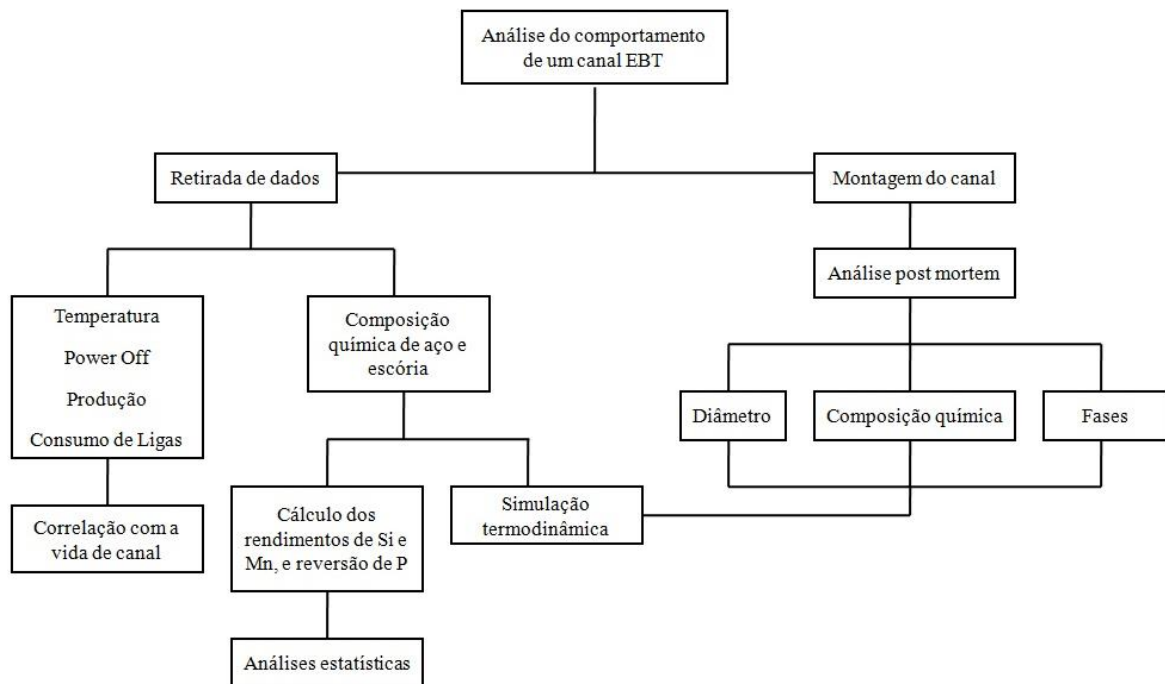 Análise do comportamento
de um canal EBT
Retirada de dados
Montagem do canal
Análise post mortem
Temperatura
Power Off
Produção
Consumo de Ligas
Composição
química de aço e
escória
Diâmetro
Composição química
Fases
Correlação com a
vida de canal
Cálculo dos
rendimentos de Si e
Mn, e reversão de P
Simulação
termodinâmica
Análises estatísticas